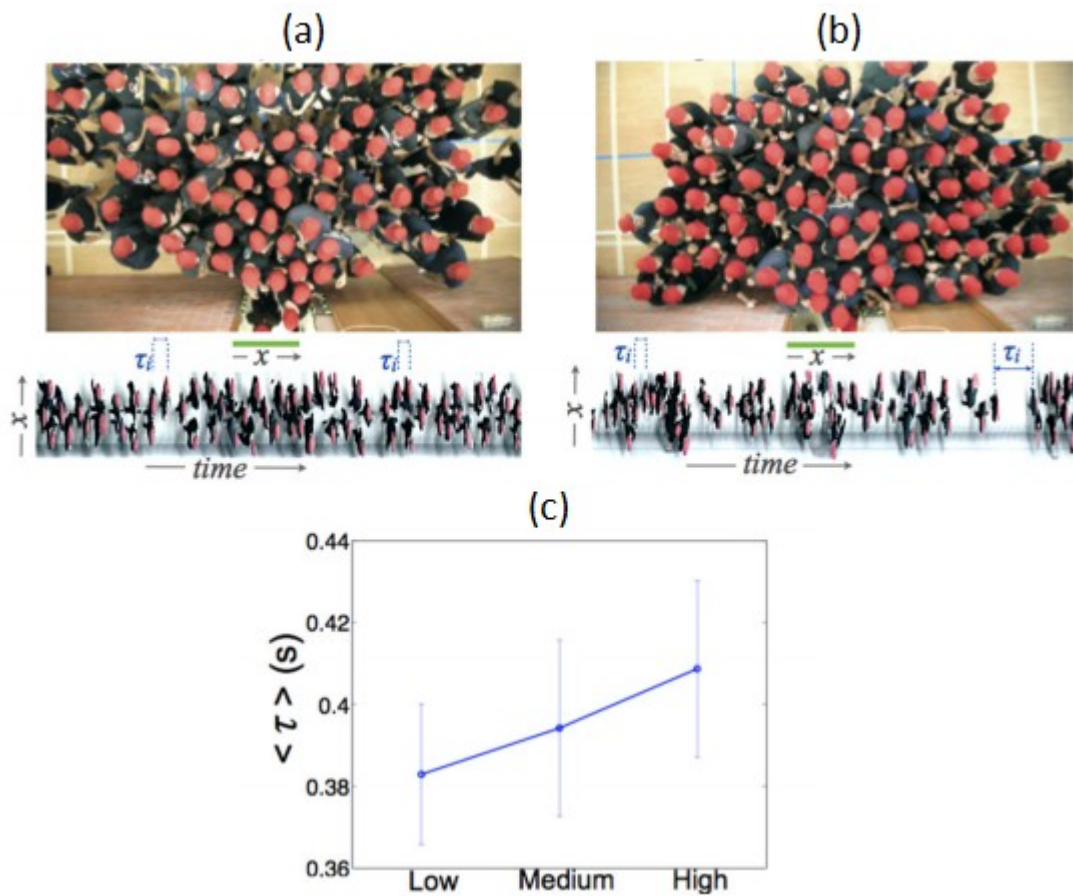 (a)
(b)
τi
x
τi
τi
x
τi
x
time
x
time
(c)
0.44
0.42
0.4
0.38
0.36
< τ > (s)
Low Medium High